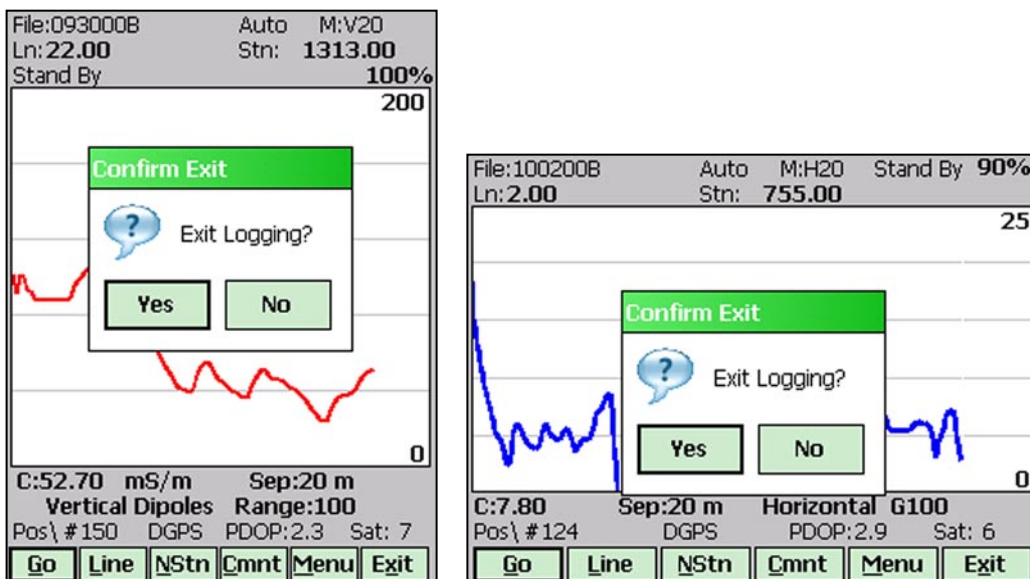 File:093000B Auto M:V20
Ln:22.00 Stn: 1313.00
Stand By 100%
200
Confirm Exit
Exit Logging?
Yes No
0
C:52.70 mS/m Sep:20 m
Vertical Dipoles Range:100
Pos\ #150 DGPS PDOP:2.3 Sat: 7
Go Line NStn Cmnt Menu Exit
File:100200B Auto M:H20 Stand By 90%
Ln:2.00 Stn: 755.00
25
Confirm Exit
Exit Logging?
Yes No
0
C:7.80 Sep:20 m Horizontal G100
Pos\ #124 DGPS PDOP:2.9 Sat: 6
Go Line NStn Cmnt Menu Exit